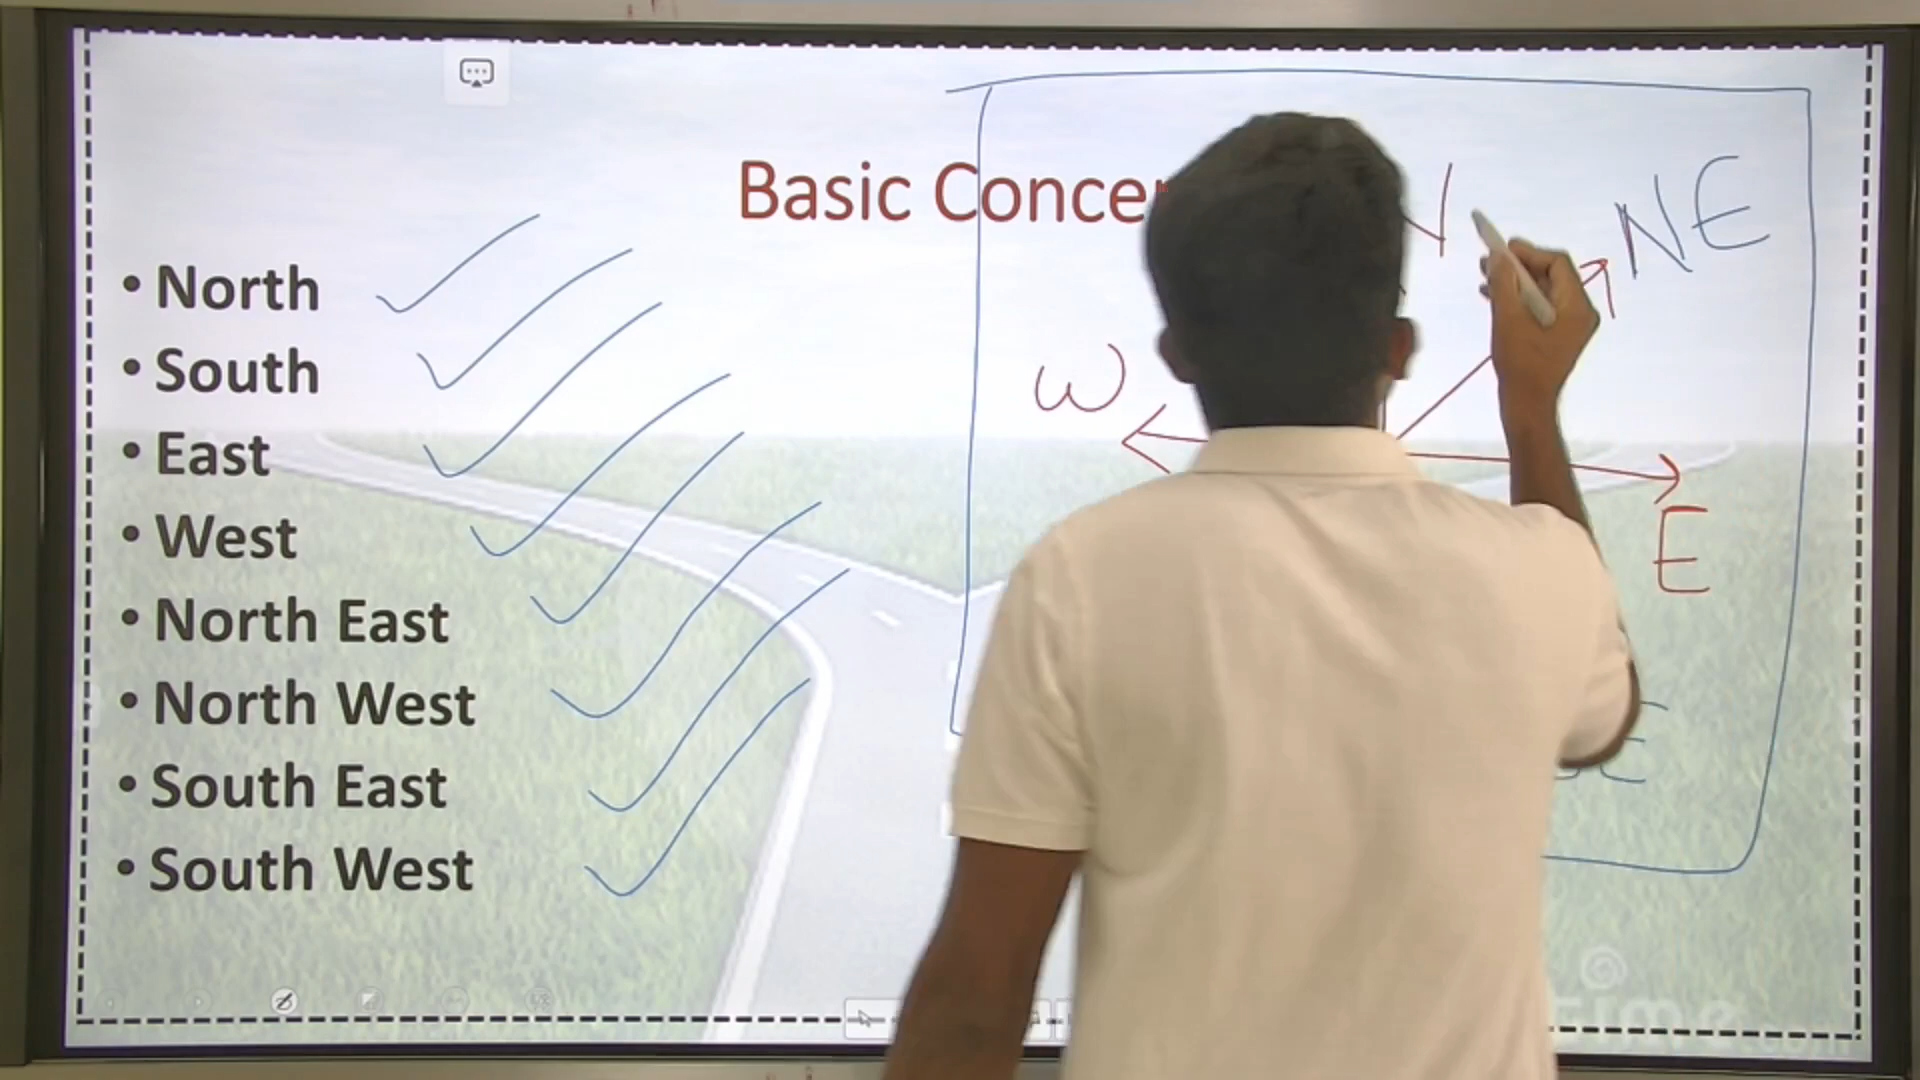 Basic Conce
• North
• South
• East
• West
• North East
• North West
• South East
• South West
N
NE
W
E